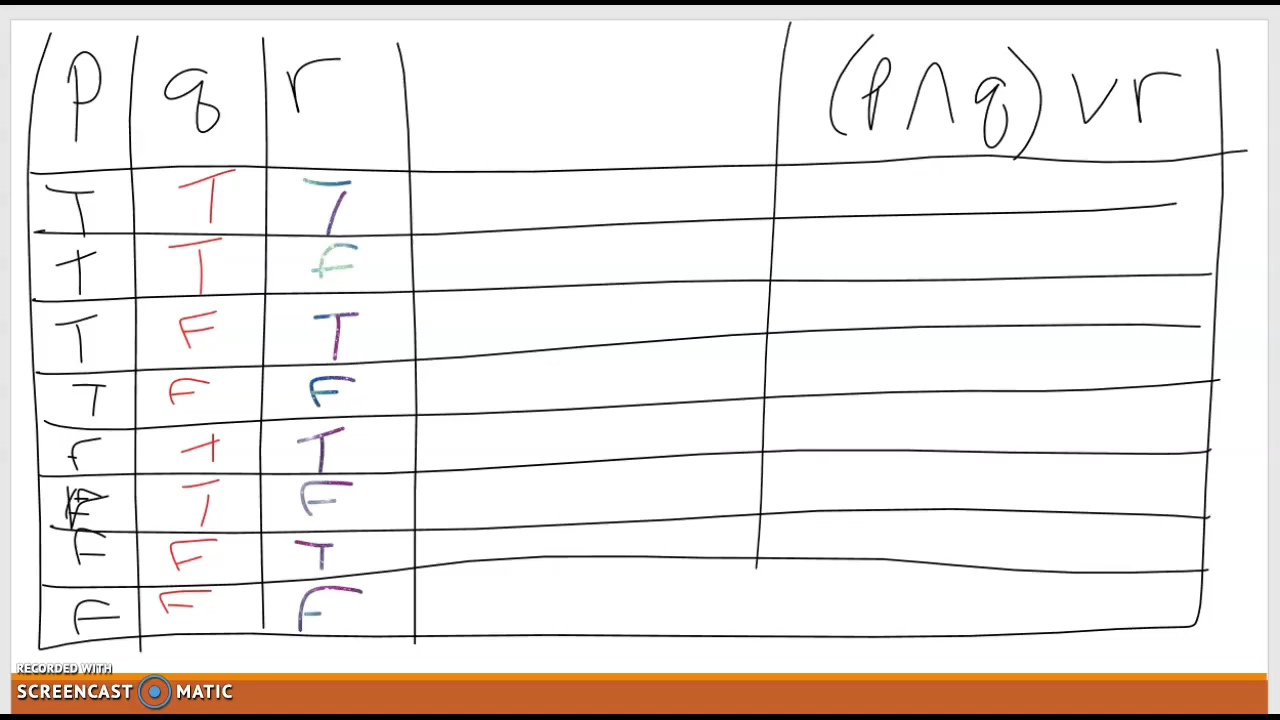 p q r (p ∧ q) ∨ r
T T T
T T F
T F T
T F F
F T T
F T F
F F T
F F F
RECORDED WITH
SCREENCAST MATIC